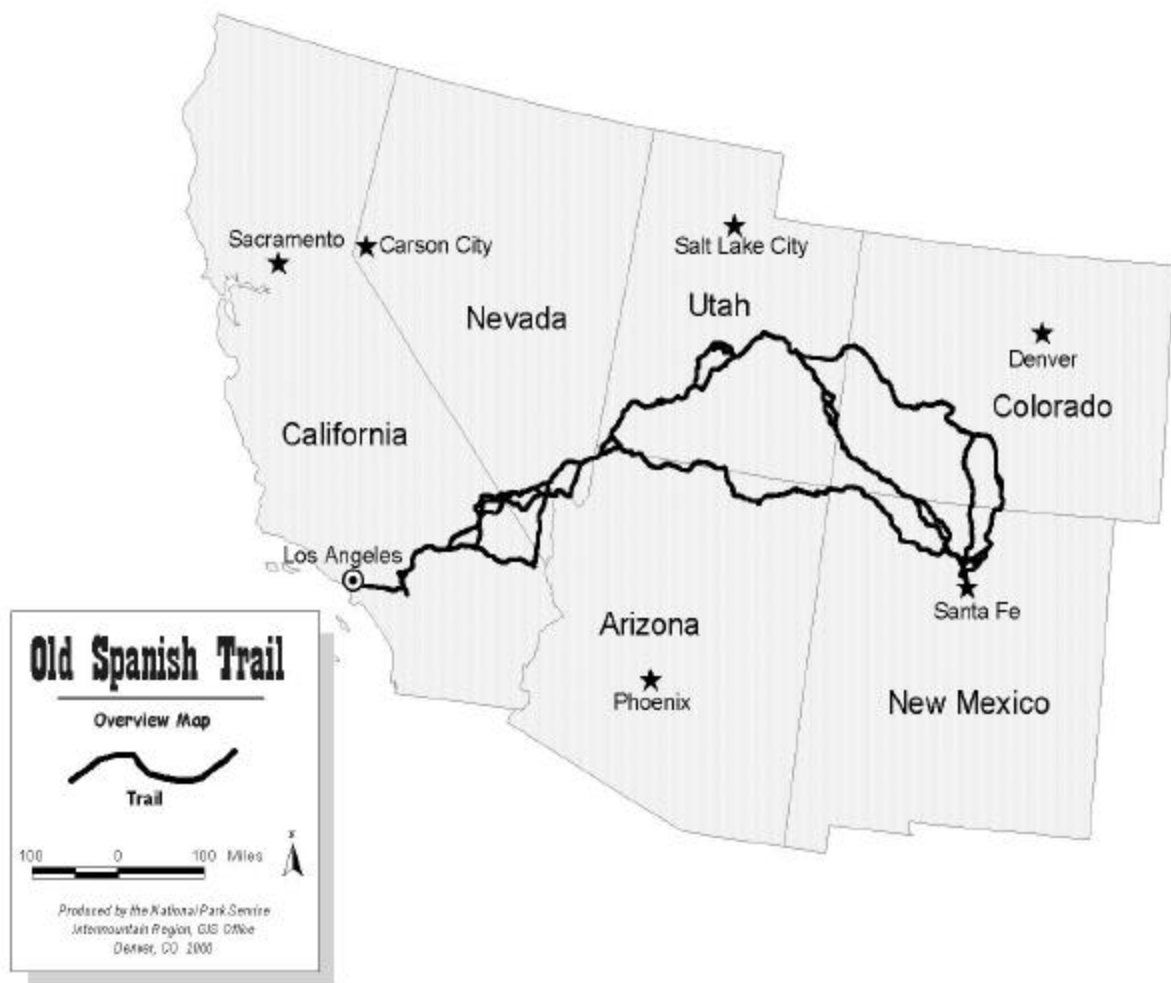 Sacramento
Carson City
Salt Lake City
Nevada
Utah
Denver
Colorado
California
Los Angeles
Santa Fe
Arizona
Phoenix
New Mexico
Old Spanish Trail
Overview Map
Trail
100 0 100 Miles
Produced by the National Park Service
Intermountain Region, GIS Office
Denver, CO